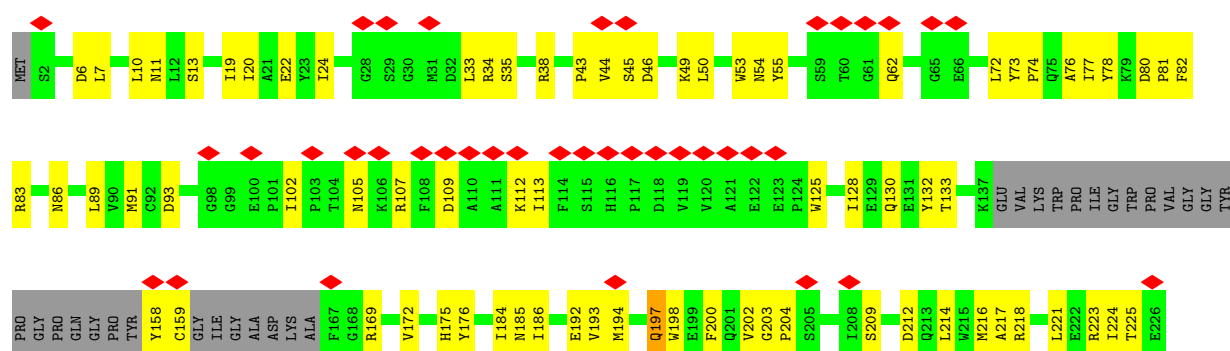 MET S2 D6 L7 L10 N11 L12 S13 I19 I20 A21 E22 Y23 I24 G28 S29 G30 M31 D32 L33 R34 S35 R38 P43 V44 S45 D46 K49 L50 W53 N54 Y55 S59 T60 G61 Q62 G65 E66 L72 Y73 P74 Q75 A76 I77 Y78 K79 D80 P81 F82
R83 N86 L89 V90 M91 C92 D93 G98 G99 E100 P101 I102 P103 T104 N105 K106 R107 F108 D109 A110 A111 K112 I113 F114 S115 H116 P117 D118 V119 V120 A121 E122 E123 P124 W125 I128 E129 Q130 E131 Y132 T133 K137 GLU VAL LYS TRP PRO ILE GLY TRP PRO VAL GLY GLY TYR
PRO GLY PRO GLN GLY PRO TYR Y158 C159 GLY ILE GLY ALA ASP LYS ALA F167 G168 R169 V172 H175 Y176 I184 N185 I186 E192 V193 M194 Q197 W198 E199 F200 Q201 V202 G203 P204 S205 I208 S209 D212 Q213 L214 W215 M216 A217 R218 L221 E222 R223 I224 T225 E226